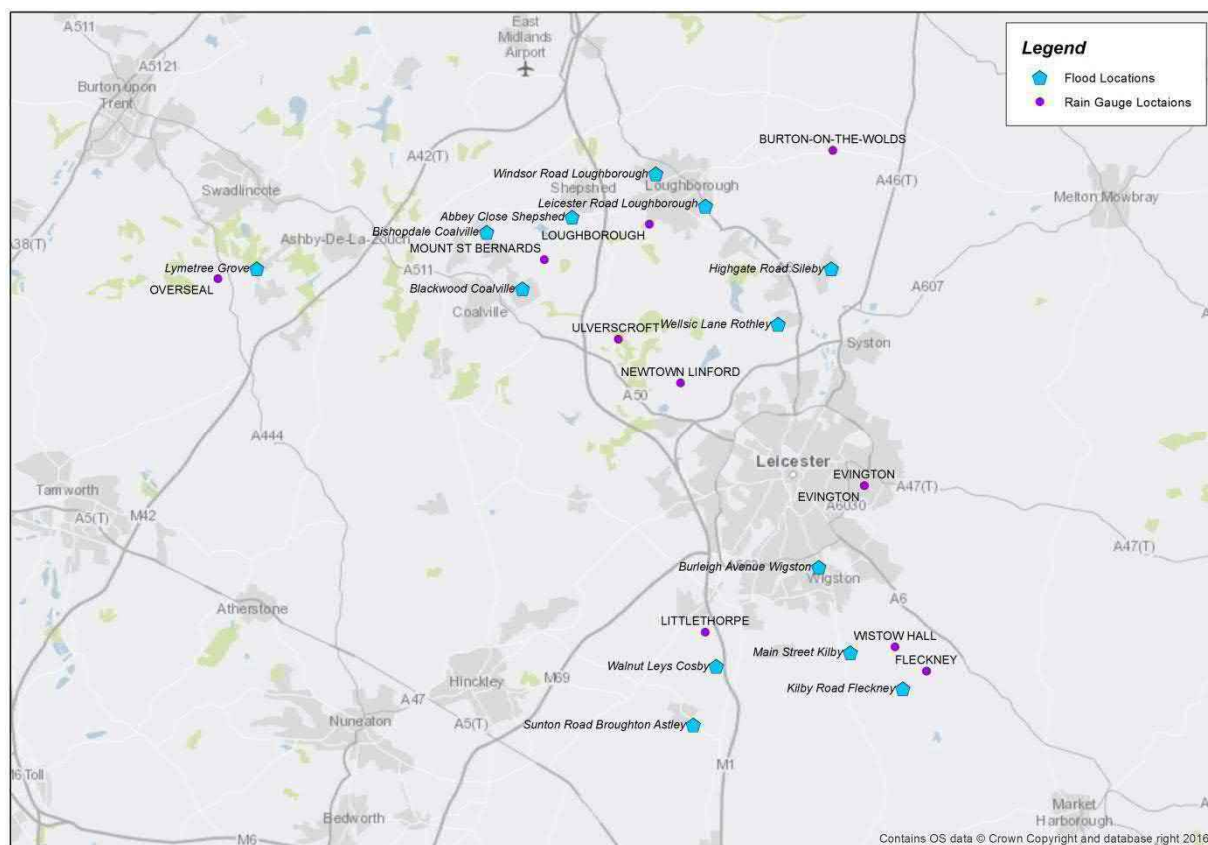 A511
A5121
Burton upon
Trent
East
Midlands
Airport
Legend
Flood Locations
Rain Gauge Loctaions
BURTON-ON-THE-WOLDS
A42(T)
Windsor Road Loughborough
Shepshed
Loughborough
A46(T)
Swadlincote
Leicester Road Loughborough
Melton Mowbray
Abbey Close Shepshed
Bishopdale Coalville
LOUGHBOROUGH
A38(T)
Ashby-De-La-Zouch
MOUNT ST BERNARDS
Lymetree Grove
A511
Highgate Road Sileby
OVERSEAL
Blackwood Coalville
A607
Coalville
ULVERSCROFT
Wellsic Lane Rothley
Syston
NEWTOWN LINFORD
A50
A444
Leicester
EVINGTON
Tamworth
EVINGTON
A47(T)
A5(T)
M42
A6030
A47(T)
Burleigh Avenue Wigston
Wigston
Atherstone
A6
LITTLETHORPE
WISTOW HALL
Main Street Kilby
FLECKNEY
Walnut Leys Cosby
Hinckley
M69
Kilby Road Fleckney
A47
Nuneaton
A5(T)
Sunton Road Broughton Astley
M1
M6 Toll
Bedworth
Market
Harborough
M6
Contains OS data © Crown Copyright and database right 2016